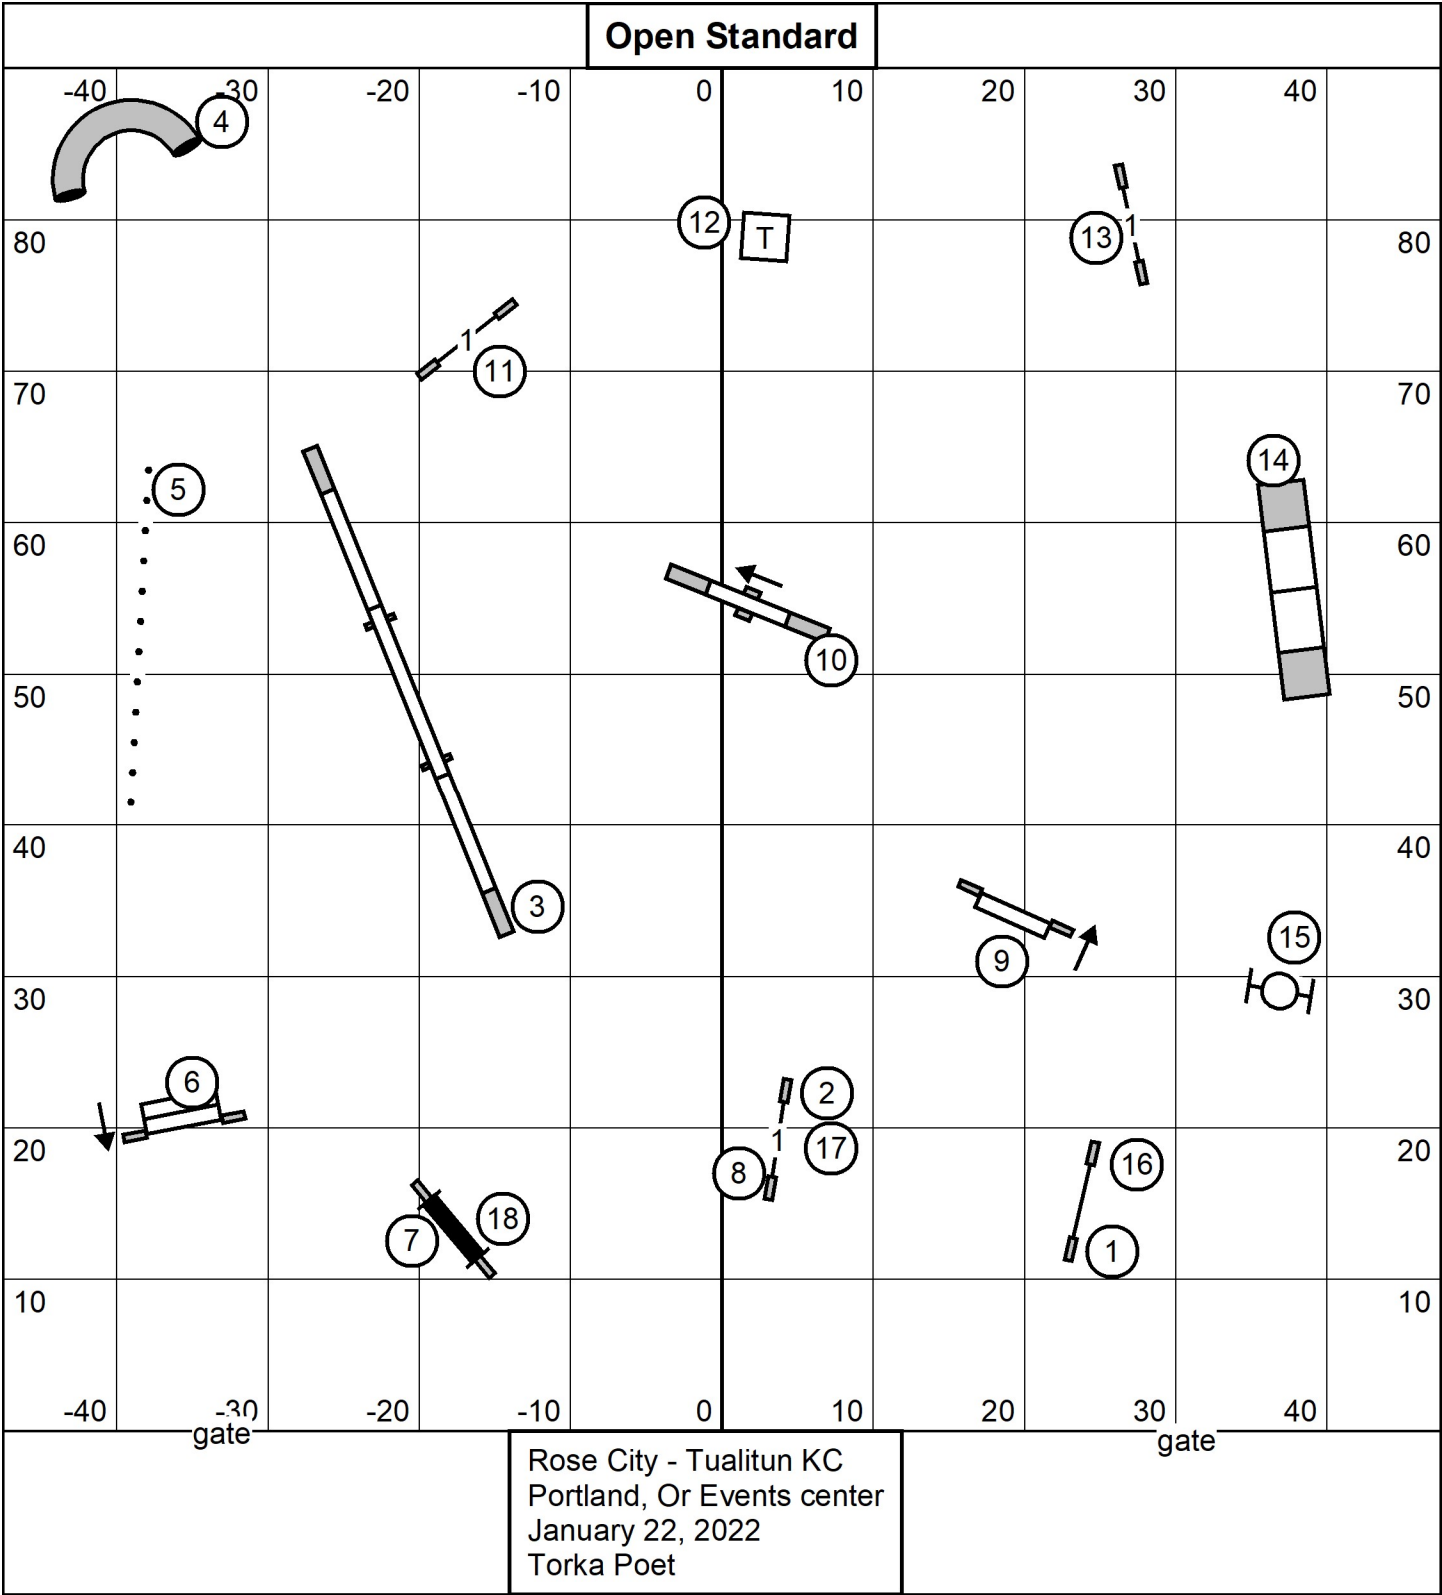 Open Standard
-40 -30 -20 -10 0 10 20 30 40
4
12 T 13 1
80 80
1 11
70 70
14
5
60 60
10
50 50
40 40
3
9 15
30 30
6 2
1 17
20 8 16 20
7 18 1
10 10
-40 -30 -20 -10 0 10 20 30 40
gate gate
Rose City - Tualitun KC
Portland, Or Events center
January 22, 2022
Torka Poet